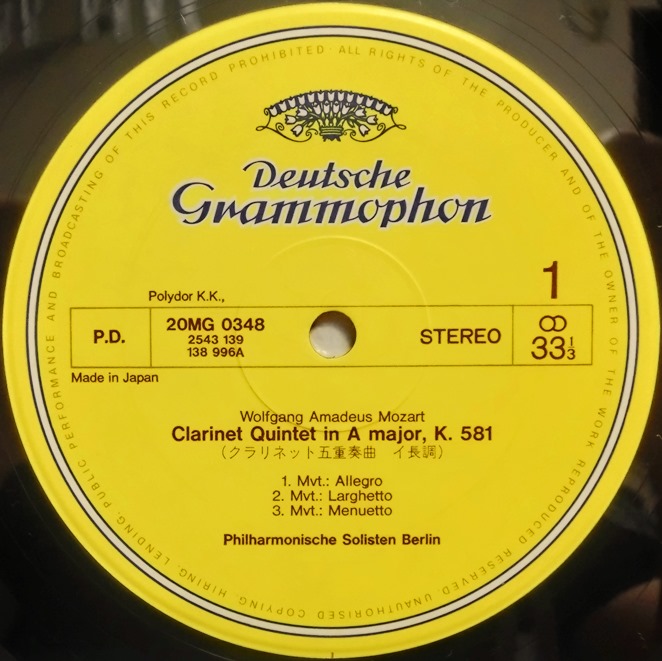 ALL RIGHTS OF THE PRODUCER AND OF THE OWNER OF THE WORK REPRODUCED RESERVED. UNAUTHORISED COPYING, HIRING, LENDING, PUBLIC PERFORMANCE AND BROADCASTING OF THIS RECORD PROHIBITED ·
Deutsche
Grammophon
1
Polydor K.K.,
P.D.
20MG 0348
2543 139
138 996A
STEREO
33 1/3
Made in Japan
Wolfgang Amadeus Mozart
Clarinet Quintet in A major, K. 581
(クラリネット五重奏曲 イ長調)
1. Mvt.: Allegro
2. Mvt.: Larghetto
3. Mvt.: Menuetto
Philharmonische Solisten Berlin